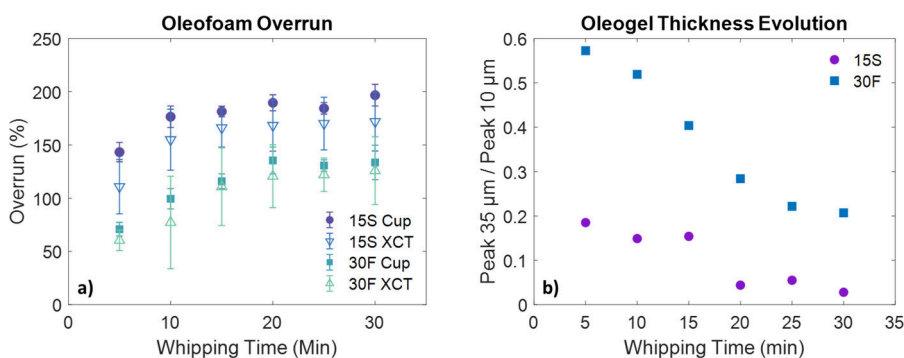 Oleofoam Overrun
250
200
150
100
50
0
Overrun (%)
15S Cup
15S XCT
30F Cup
30F XCT
a)
0
10
20
30
Whipping Time (Min)
Oleogel Thickness Evolution
0.6
0.5
0.4
0.3
0.2
0.1
0
Peak 35 µm / Peak 10 µm
15S
30F
b)
0
5
10
15
20
25
30
35
Whipping Time (min)